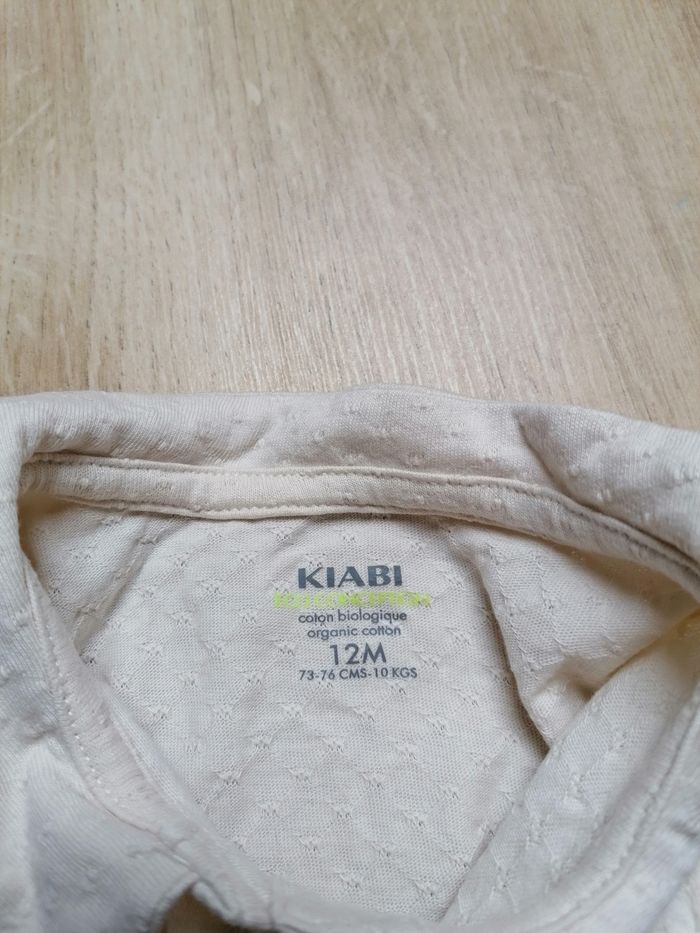 KIABI
ECO CONCEPTION
coton biologique
organic cotton
12M
73-76 CMS-10 KGS